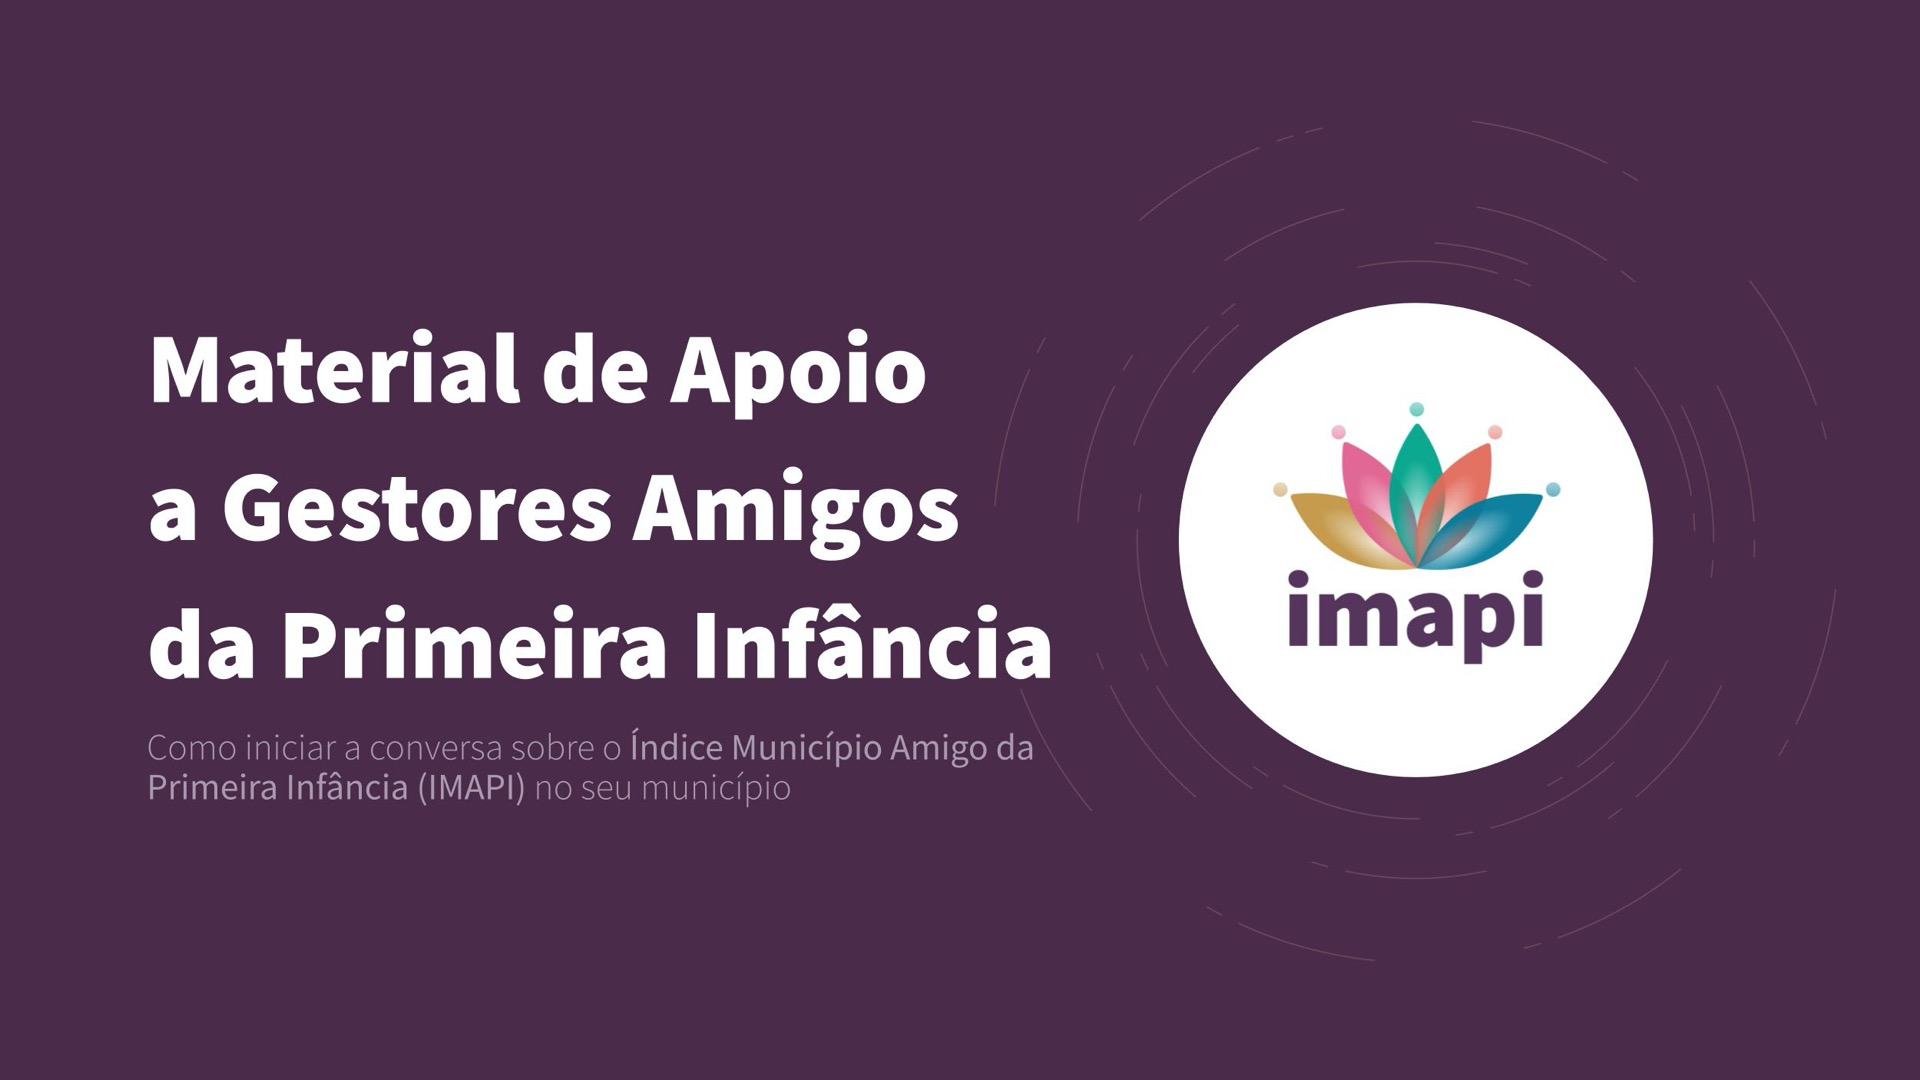 Material de Apoio
a Gestores Amigos
da Primeira Infância
Como iniciar a conversa sobre o Índice Município Amigo da
Primeira Infância (IMAPI) no seu município
imapi